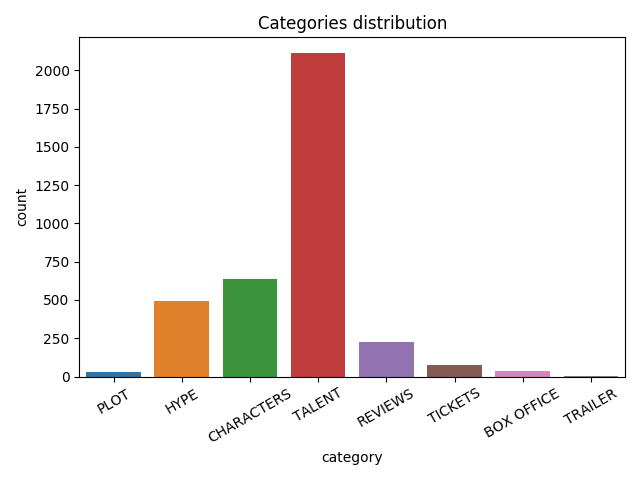 Categories distribution
2000
1750
1500
1250
1000
750
500
250
0
count
PLOT
HYPE
CHARACTERS
TALENT
REVIEWS
TICKETS
BOX OFFICE
TRAILER
category